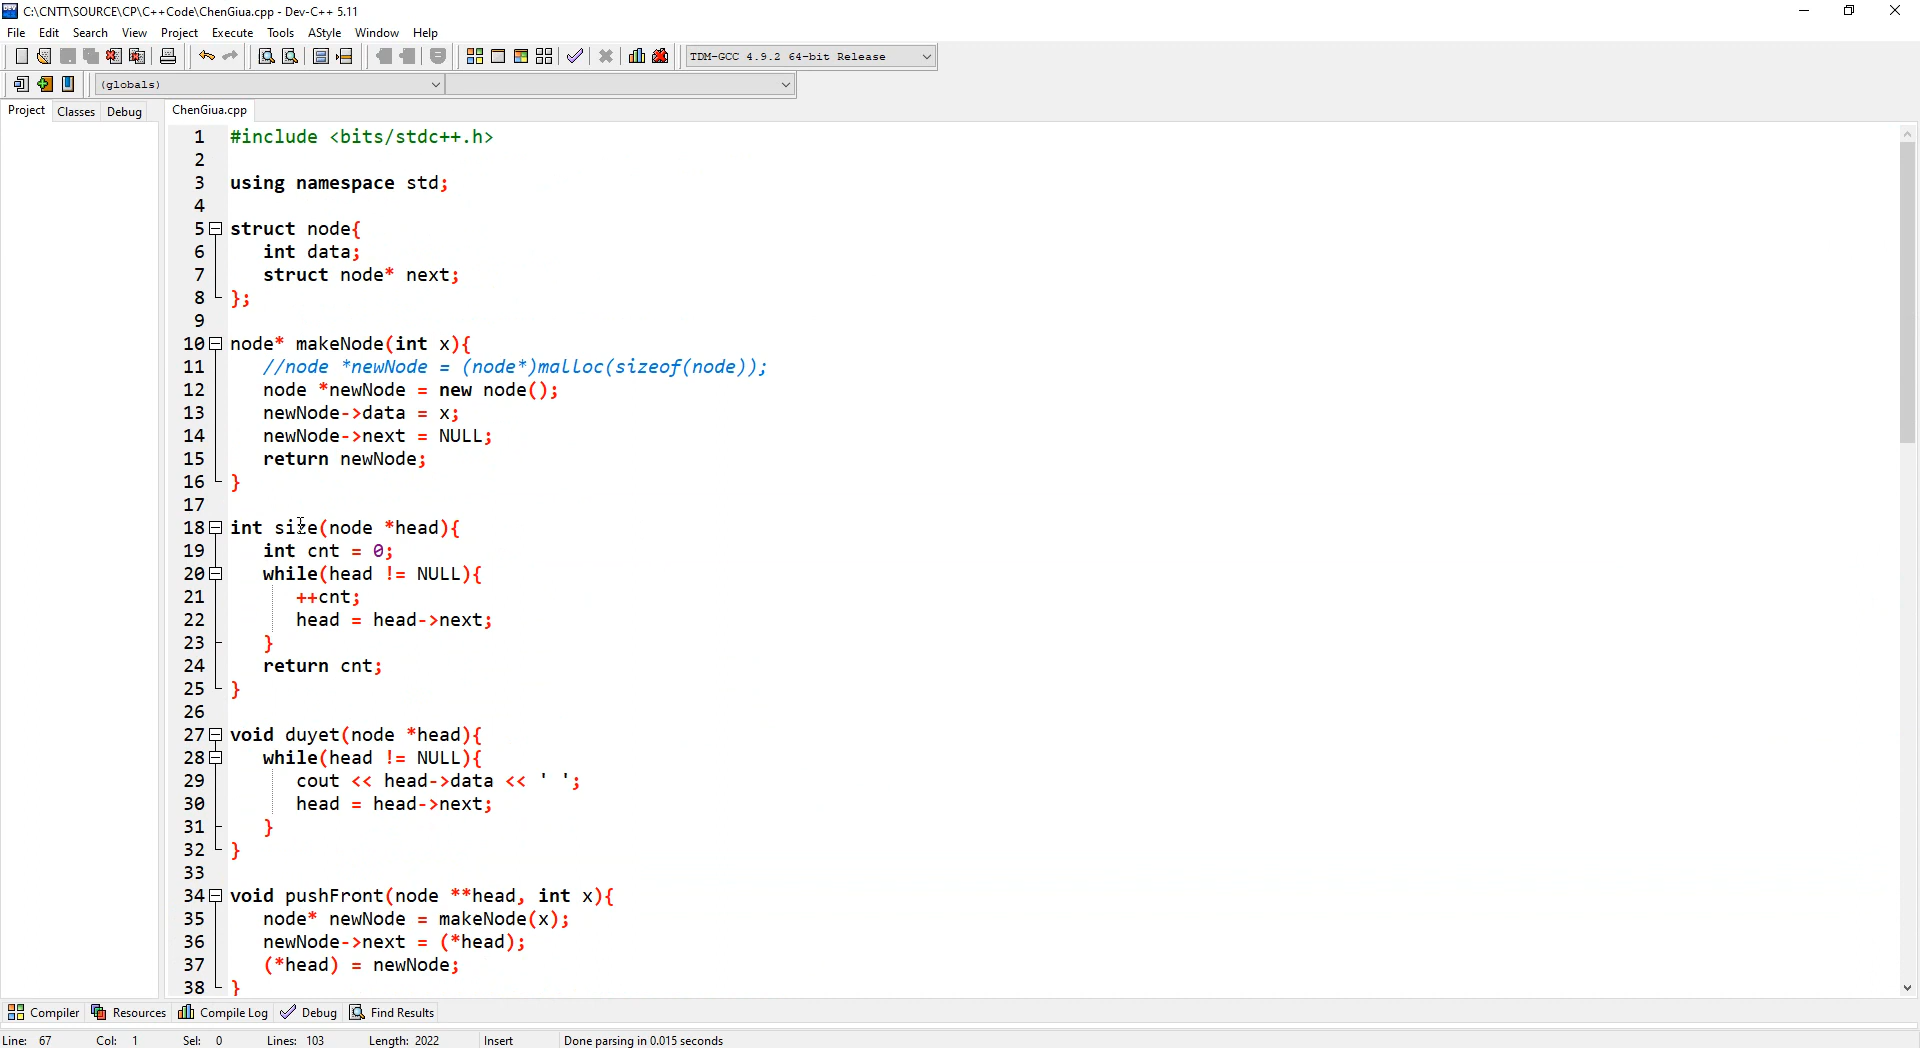 C:\CNTT\SOURCE\CP\C++Code\ChenGiua.cpp - Dev-C++ 5.11
File Edit Search View Project Execute Tools AStyle Window Help
TDM-GCC 4.9.2 64-bit Release
(globals)
Project Classes Debug ChenGiua.cpp
1 #include <bits/stdc++.h>
2
3 using namespace std;
4
5 struct node{
6 int data;
7 struct node* next;
8 };
9
10 node* makeNode(int x){
11 //node *newNode = (node*)malloc(sizeof(node));
12 node *newNode = new node();
13 newNode->data = x;
14 newNode->next = NULL;
15 return newNode;
16 }
17
18 int size(node *head){
19 int cnt = 0;
20 while(head != NULL){
21 ++cnt;
22 head = head->next;
23 }
24 return cnt;
25 }
26
27 void duyet(node *head){
28 while(head != NULL){
29 cout << head->data << ' ';
30 head = head->next;
31 }
32 }
33
34 void pushFront(node **head, int x){
35 node* newNode = makeNode(x);
36 newNode->next = (*head);
37 (*head) = newNode;
38 }
Compiler Resources Compile Log Debug Find Results
Line: 67 Col: 1 Sel: 0 Lines: 103 Length: 2022 Insert Done parsing in 0.015 seconds